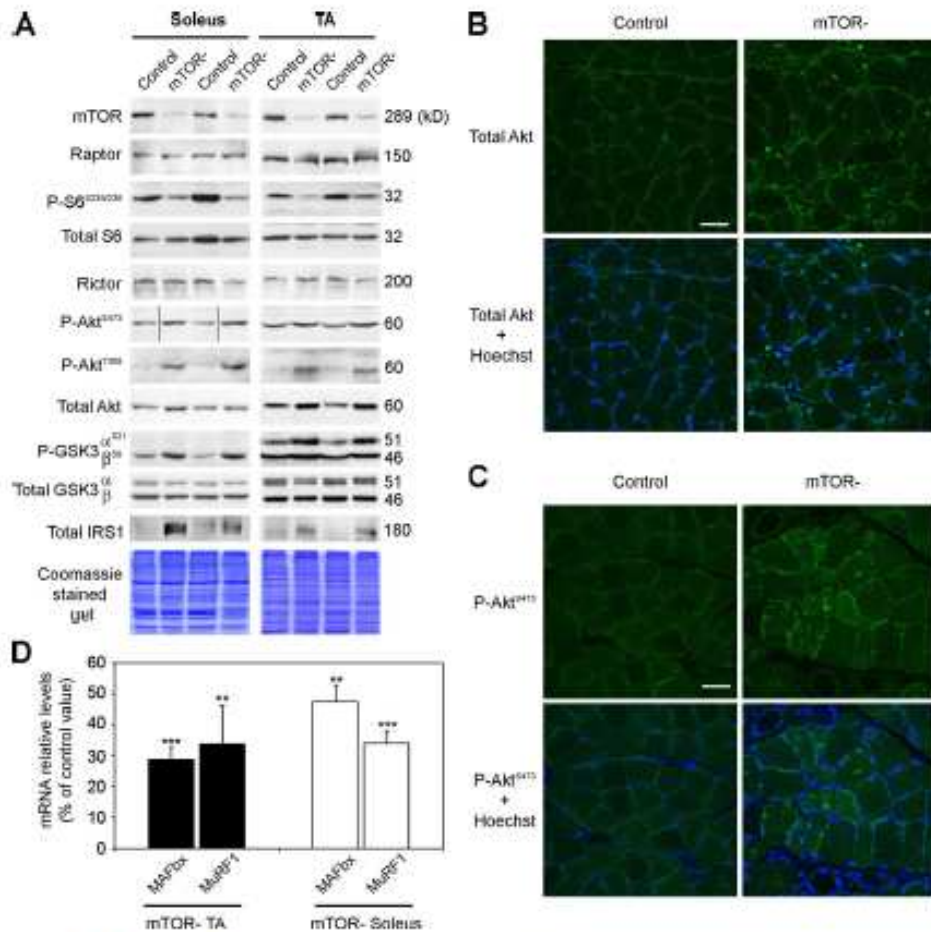 A
Soleus
TA
Control
mTOR-
Control
mTOR-
Control
mTOR-
Control
mTOR-
mTOR
289 (kD)
Raptor
150
P-S6
32
Total S6
32
Rictor
200
P-Akt
60
P-Akt
60
Total Akt
60
P-GSK3 α
51
β
46
Total GSK3 α
51
β
46
Total IRS1
180
Coomassie
stained
gel
B
Control
mTOR-
Total Akt
Total Akt
+
Hoechst
C
Control
mTOR-
P-Akt
P-Akt
+
Hoechst
D
mRNA relative levels
(% of control value)
60
50
40
30
20
10
0
***
**
**
***
MAFbx
MuRF1
MAFbx
MuRF1
mTOR- TA
mTOR- Soleus